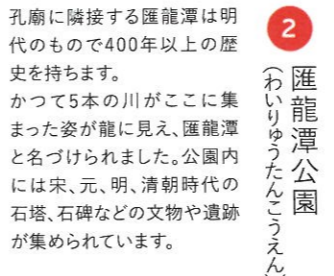 2
匯龍潭公園
(わいりゅうたんこうえん)
孔廟に隣接する匯龍潭は明
代のもので400年以上の歴
史を持ちます。
かつて5本の川がここに集
まった姿が龍に見え、匯龍潭
と名づけられました。公園内
には宋、元、明、清朝時代の
石塔、石碑などの文物や遺跡
が集められています。